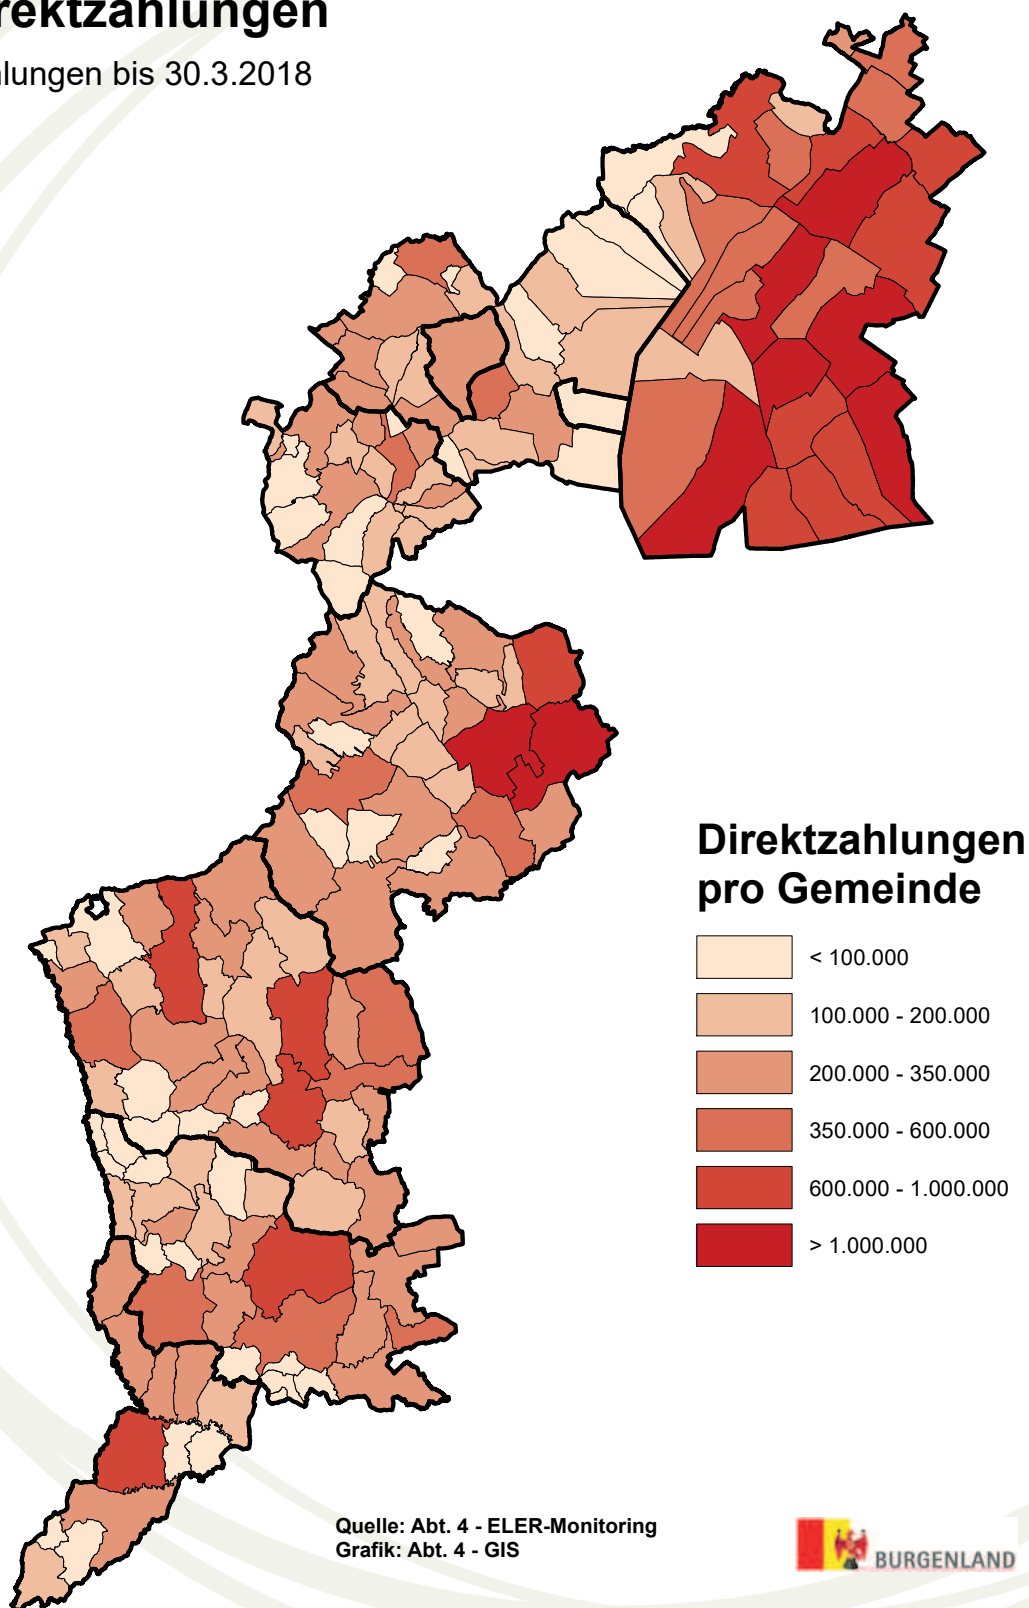 rektzahlungen
hlungen bis 30.3.2018
Direktzahlungen
pro Gemeinde
< 100.000
100.000 - 200.000
200.000 - 350.000
350.000 - 600.000
600.000 - 1.000.000
> 1.000.000
Quelle: Abt. 4 - ELER-Monitoring
Grafik: Abt. 4 - GIS
BURGENLAND